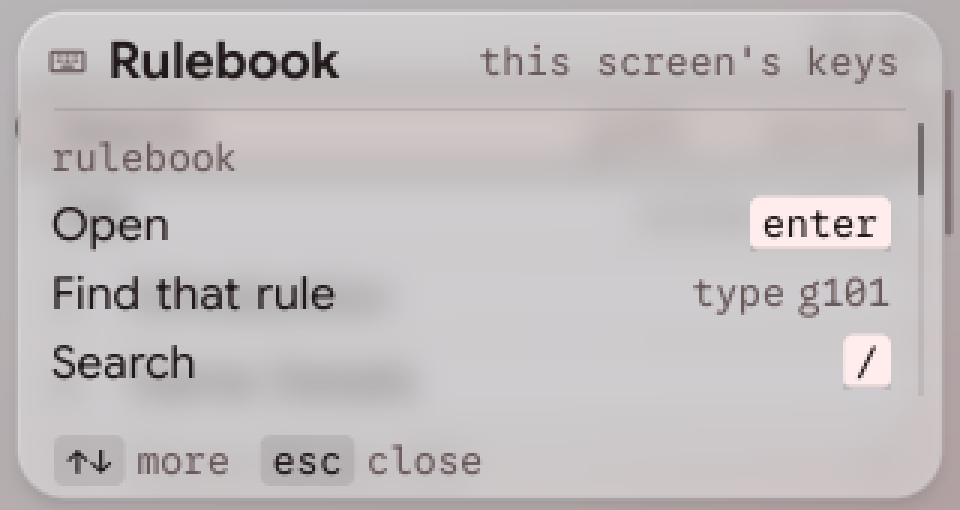 Rulebook this screen's keys
rulebook
Open enter
Find that rule type g101
Search /
↑↓ more esc close